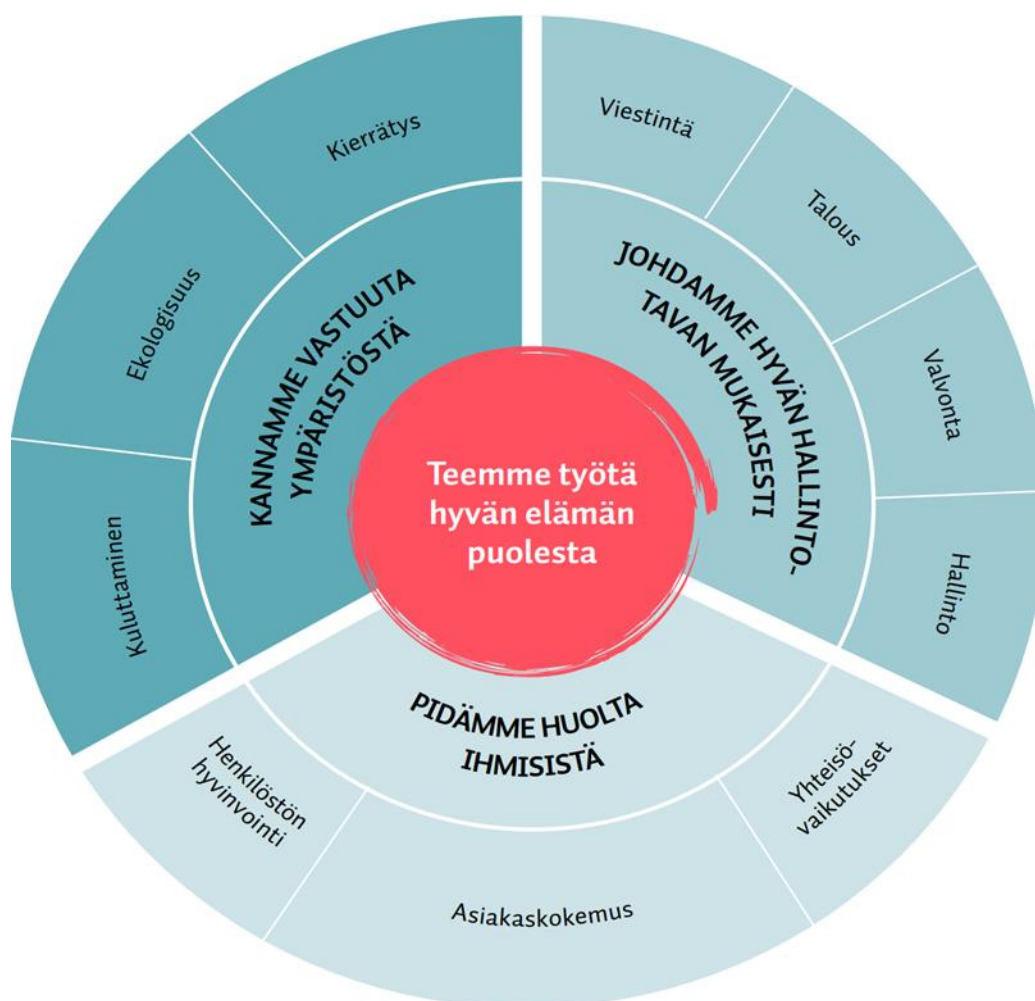 Teemme työtä
hyvän elämän
puolesta
KANNAMME VASTUUTA
YMPÄRISTÖSTÄ
Kierrätys
Ekologisuus
Kuluttaminen
JOHDAMME HYVÄN HALLINTO-
TAVAN MUKAISESTI
Viestintä
Talous
Valvonta
Hallinto
PIDÄMME HUOLTA
IHMISISTÄ
Henkilöstön
hyvinvointi
Asiakaskokemus
Yhteisö-
vaikutukset